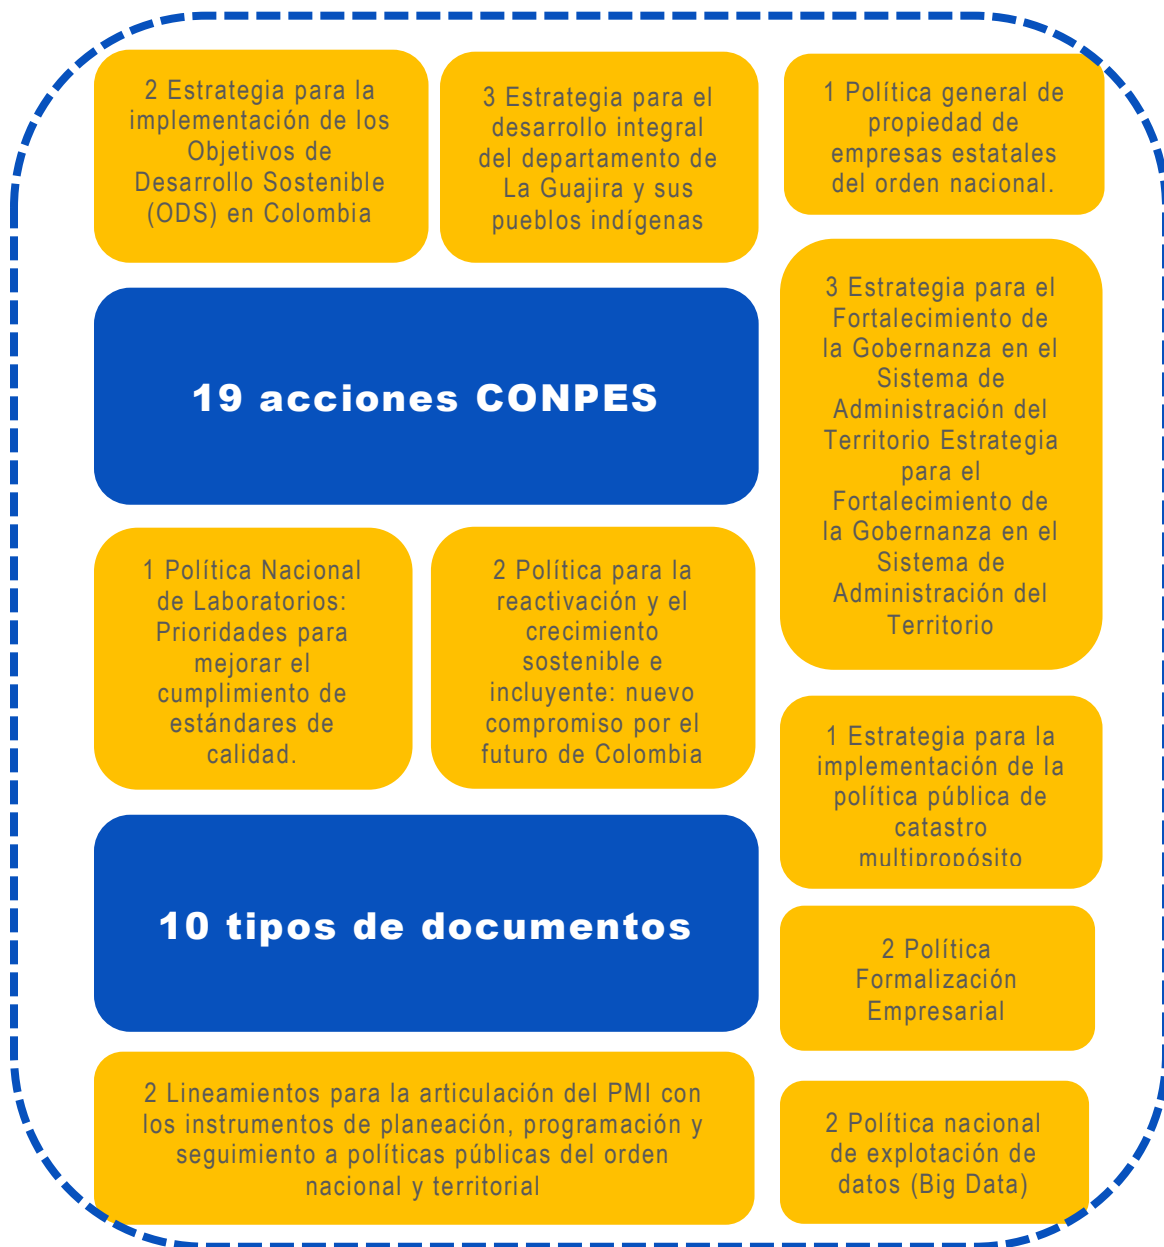 2 Estrategia para la
implementación de los
Objetivos de
Desarrollo Sostenible
(ODS) en Colombia
3 Estrategia para el
desarrollo integral
del departamento de
La Guajira y sus
pueblos indígenas
1 Política general de
propiedad de
empresas estatales
del orden nacional.
19 acciones CONPES
3 Estrategia para el
Fortalecimiento de
la Gobernanza en el
Sistema de
Administración del
Territorio Estrategia
para el
Fortalecimiento de
la Gobernanza en el
Sistema de
Administración del
Territorio
1 Política Nacional
de Laboratorios:
Prioridades para
mejorar el
cumplimiento de
estándares de
calidad.
2 Política para la
reactivación y el
crecimiento
sostenible e
incluyente: nuevo
compromiso por el
futuro de Colombia
1 Estrategia para la
implementación de la
política pública de
catastro
multipropósito
10 tipos de documentos
2 Política
Formalización
Empresarial
2 Lineamientos para la articulación del PMI con
los instrumentos de planeación, programación y
seguimiento a políticas públicas del orden
nacional y territorial
2 Política nacional
de explotación de
datos (Big Data)